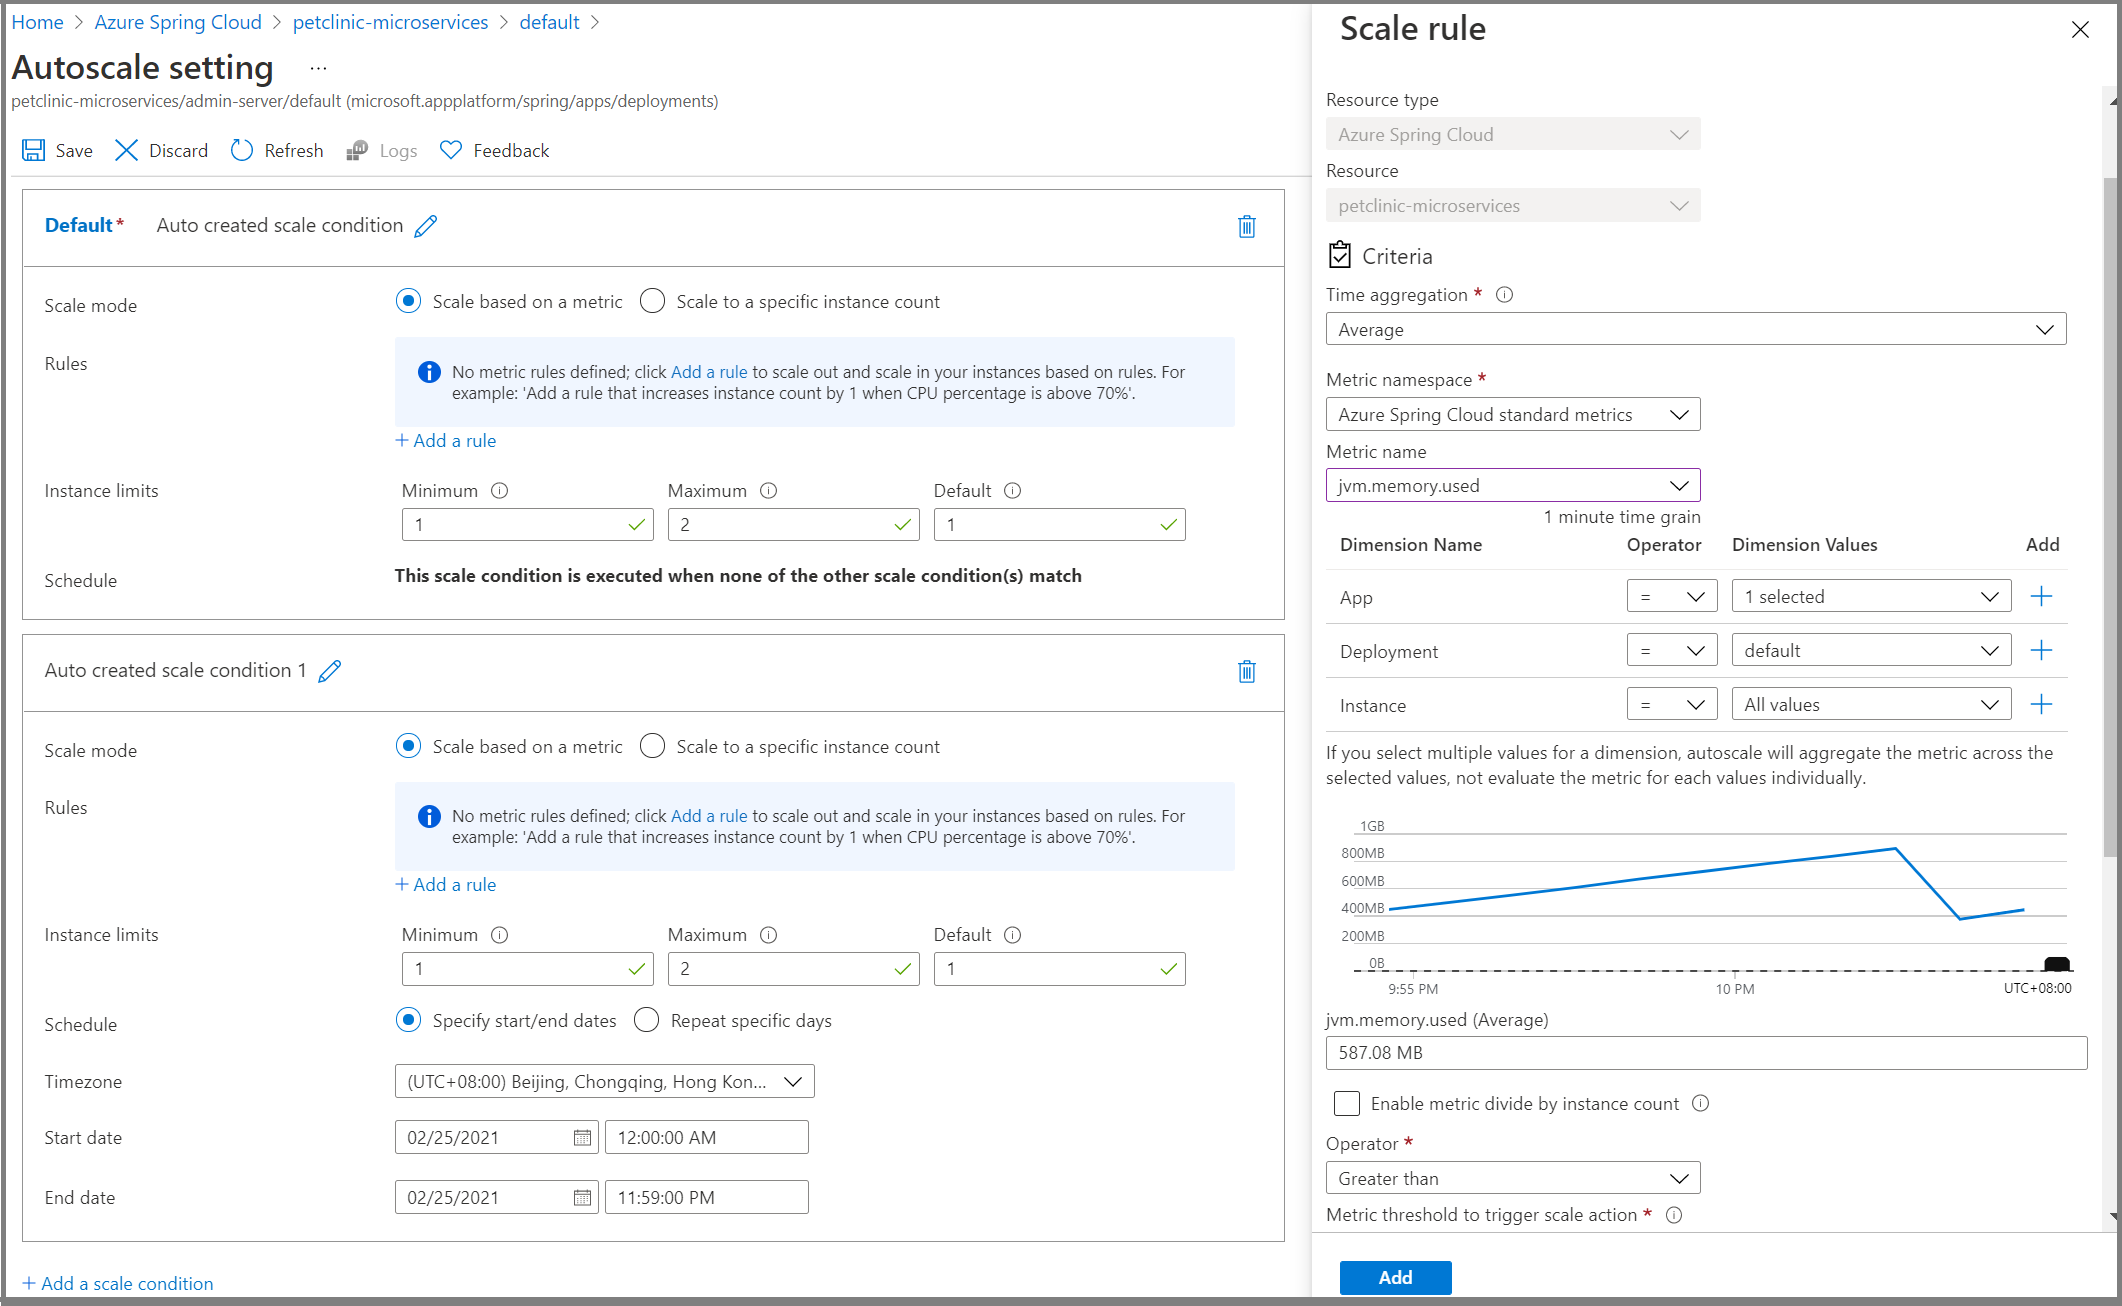 Home > Azure Spring Cloud > petclinic-microservices > default >
Autoscale setting ...
petclinic-microservices/admin-server/default (microsoft.appplatform/spring/apps/deployments)
Save Discard Refresh Logs Feedback
Default* Auto created scale condition
Scale mode Scale based on a metric Scale to a specific instance count
Rules
No metric rules defined; click Add a rule to scale out and scale in your instances based on rules. For
example: 'Add a rule that increases instance count by 1 when CPU percentage is above 70%'.
+ Add a rule
Instance limits Minimum Maximum Default
1 2 1
Schedule This scale condition is executed when none of the other scale condition(s) match
Auto created scale condition 1
Scale mode Scale based on a metric Scale to a specific instance count
Rules
No metric rules defined; click Add a rule to scale out and scale in your instances based on rules. For
example: 'Add a rule that increases instance count by 1 when CPU percentage is above 70%'.
+ Add a rule
Instance limits Minimum Maximum Default
1 2 1
Schedule Specify start/end dates Repeat specific days
Timezone (UTC+08:00) Beijing, Chongqing, Hong Kon...
Start date 02/25/2021 12:00:00 AM
End date 02/25/2021 11:59:00 PM
+ Add a scale condition
Scale rule
Resource type
Azure Spring Cloud
Resource
petclinic-microservices
Criteria
Time aggregation *
Average
Metric namespace *
Azure Spring Cloud standard metrics
Metric name
jvm.memory.used
1 minute time grain
Dimension Name Operator Dimension Values Add
App = 1 selected +
Deployment = default +
Instance = All values +
If you select multiple values for a dimension, autoscale will aggregate the metric across the
selected values, not evaluate the metric for each values individually.
1GB
800MB
600MB
400MB
200MB
0B
9:55 PM 10 PM UTC+08:00
jvm.memory.used (Average)
587.08 MB
Enable metric divide by instance count
Operator *
Greater than
Metric threshold to trigger scale action *
Add